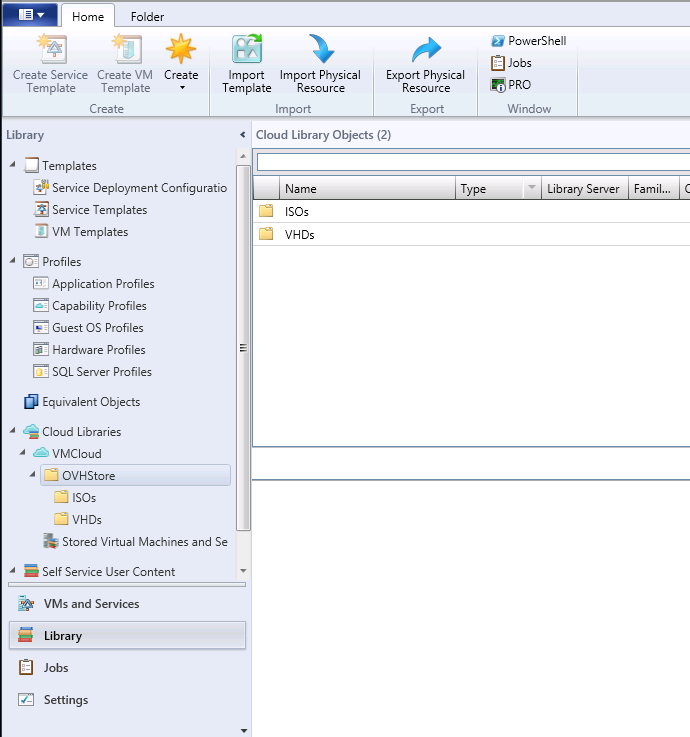 Home Folder
Create Service Template
Create VM Template
Create
Import Template
Import Physical Resource
Export Physical Resource
PowerShell
Jobs
PRO
Create
Import
Export
Window
Library
Templates
Service Deployment Configuratio
Service Templates
VM Templates
Profiles
Application Profiles
Capability Profiles
Guest OS Profiles
Hardware Profiles
SQL Server Profiles
Equivalent Objects
Cloud Libraries
VMCloud
OVHStore
ISOs
VHDs
Stored Virtual Machines and Se
Self Service User Content
VMs and Services
Library
Jobs
Settings
Cloud Library Objects (2)
Name Type Library Server Famil...
ISOs
VHDs